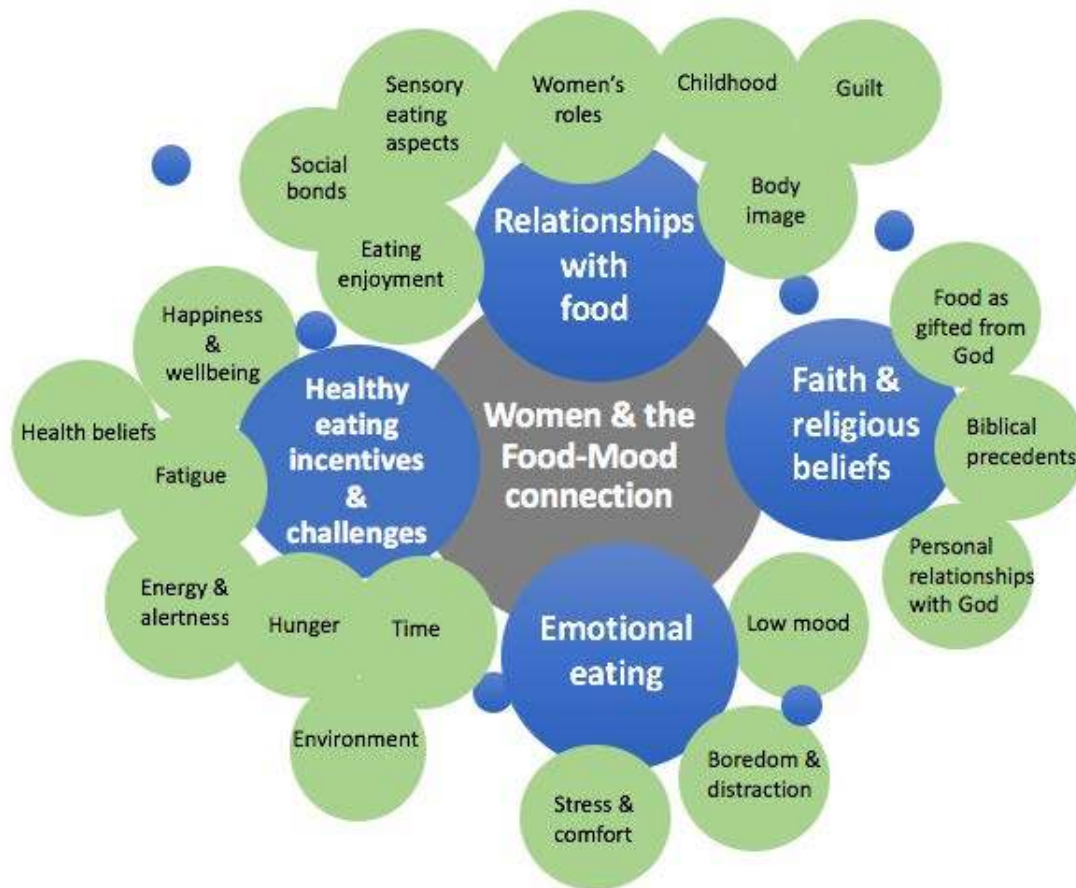 Sensory
eating
aspects
Women's
roles
Childhood
Guilt
Social
bonds
Body
image
Eating
enjoyment
Relationships
with
food
Happiness
&
wellbeing
Food as
gifted from
God
Healthy
eating
incentives
&
challenges
Women & the
Food-Mood
connection
Faith &
religious
beliefs
Health beliefs
Fatigue
Biblical
precedents
Personal
relationships
with God
Energy &
alertness
Hunger
Time
Emotional
eating
Low mood
Environment
Boredom &
distraction
Stress &
comfort